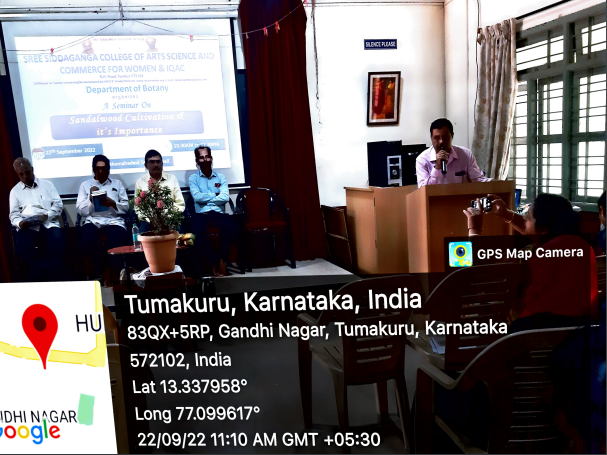 SREE SIDDAGANGA COLLEGE OF ARTS SCIENCE AND
COMMERCE FOR WOMEN & IQAC
Department of Botany
A Seminar On
Sandalwood Cultivation &
it's Importance
September 2022
SILENCE PLEASE
GPS Map Camera
HU
IDHI NAGAR
Google
Tumakuru, Karnataka, India
83QX+5RP, Gandhi Nagar, Tumakuru, Karnataka
572102, India
Lat 13.337958°
Long 77.099617°
22/09/22 11:10 AM GMT +05:30